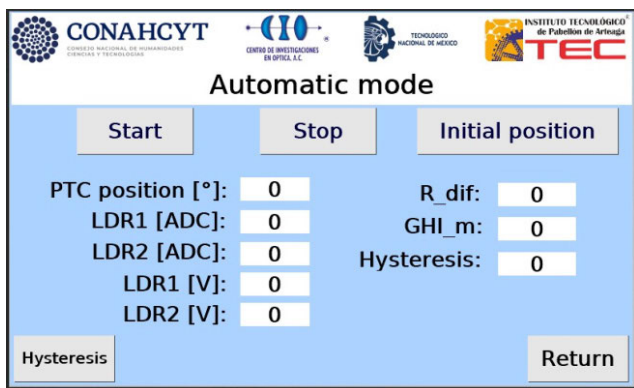 CONAHCYT
CONSEJO NACIONAL DE HUMANIDADES
CIENCIAS Y TECNOLOGÍAS
CIO
CENTRO DE INVESTIGACIONES
EN OPTICA, A.C.
TECNOLÓGICO
NACIONAL DE MÉXICO
INSTITUTO TECNOLÓGICO
de Pabellón de Arteaga
TEC
Automatic mode
Start Stop Initial position
PTC position [°]: 0 R_dif: 0
LDR1 [ADC]: 0 GHI_m: 0
LDR2 [ADC]: 0 Hysteresis: 0
LDR1 [V]: 0
LDR2 [V]: 0
Hysteresis Return